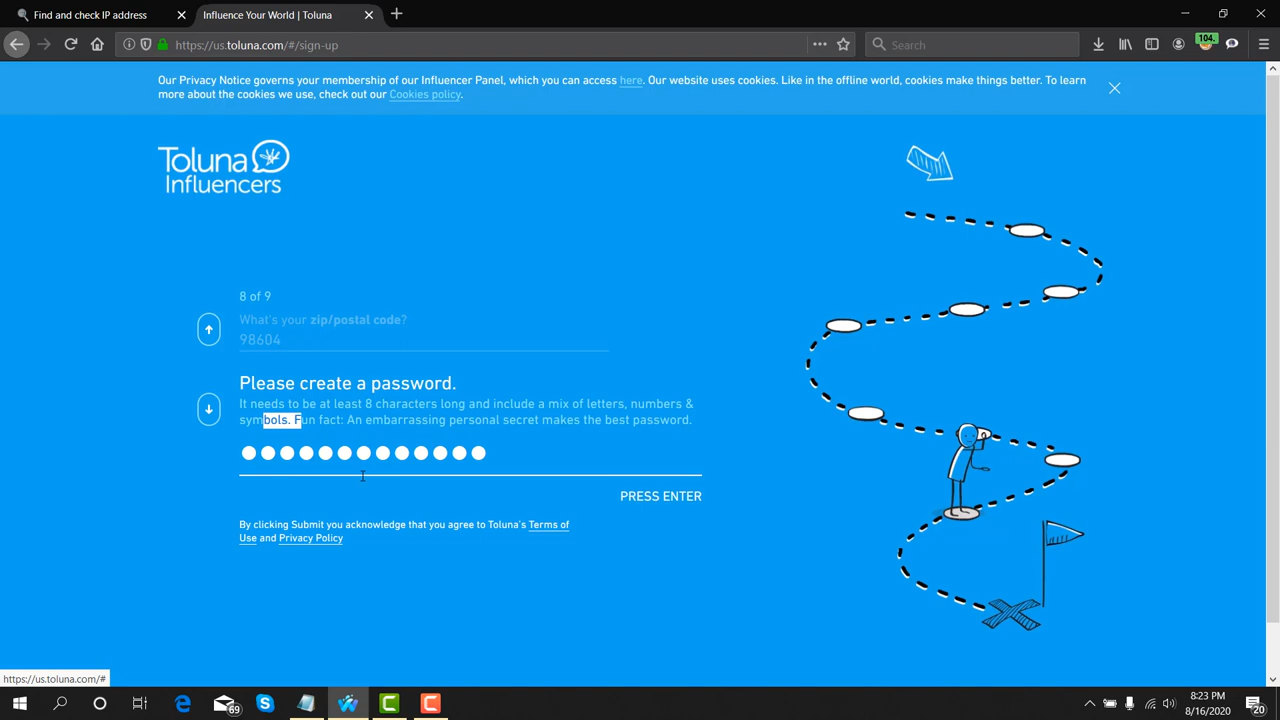 Find and check IP address
Influence Your World | Toluna
https://us.toluna.com/#/sign-up
Search
104.
Our Privacy Notice governs your membership of our Influencer Panel, which you can access here. Our website uses cookies. Like in the offline world, cookies make things better. To learn
more about the cookies we use, check out our Cookies policy.
Toluna
Influencers
8 of 9
What's your zip/postal code?
98604
Please create a password.
It needs to be at least 8 characters long and include a mix of letters, numbers &
symbols. Fun fact: An embarrassing personal secret makes the best password.
PRESS ENTER
By clicking Submit you acknowledge that you agree to Toluna's Terms of
Use and Privacy Policy
https://us.toluna.com/#
69
8:23 PM
8/16/2020
20